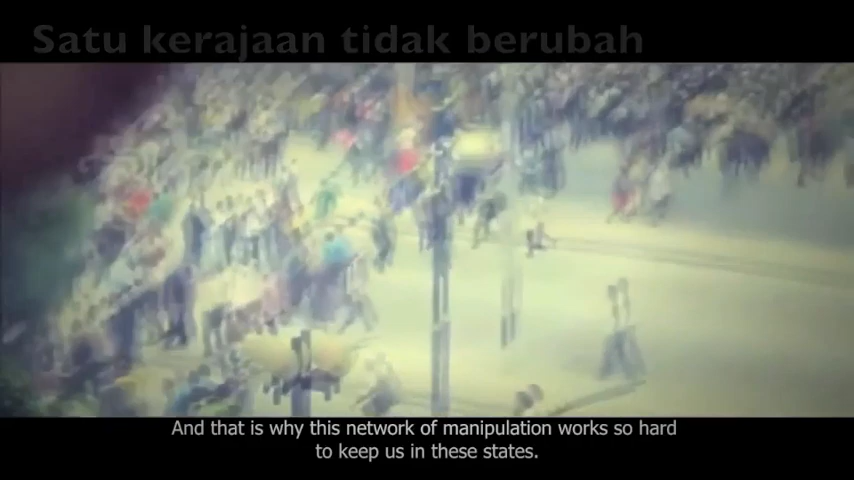 Satu kerajaan tidak berubah
And that is why this network of manipulation works so hard
to keep us in these states.